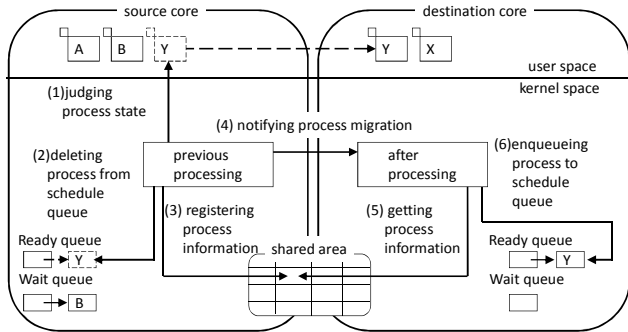 source core
destination core
A
B
Y
Y
X
user space
kernel space
(1)judging
process state
(4) notifying process migration
(2)deleting
process from
schedule
queue
previous
processing
after
processing
(6)enqueueing
process to
schedule
queue
(3) registering
process
information
(5) getting
process
information
shared area
Ready queue
Y
Wait queue
B
Ready queue
Y
Wait queue